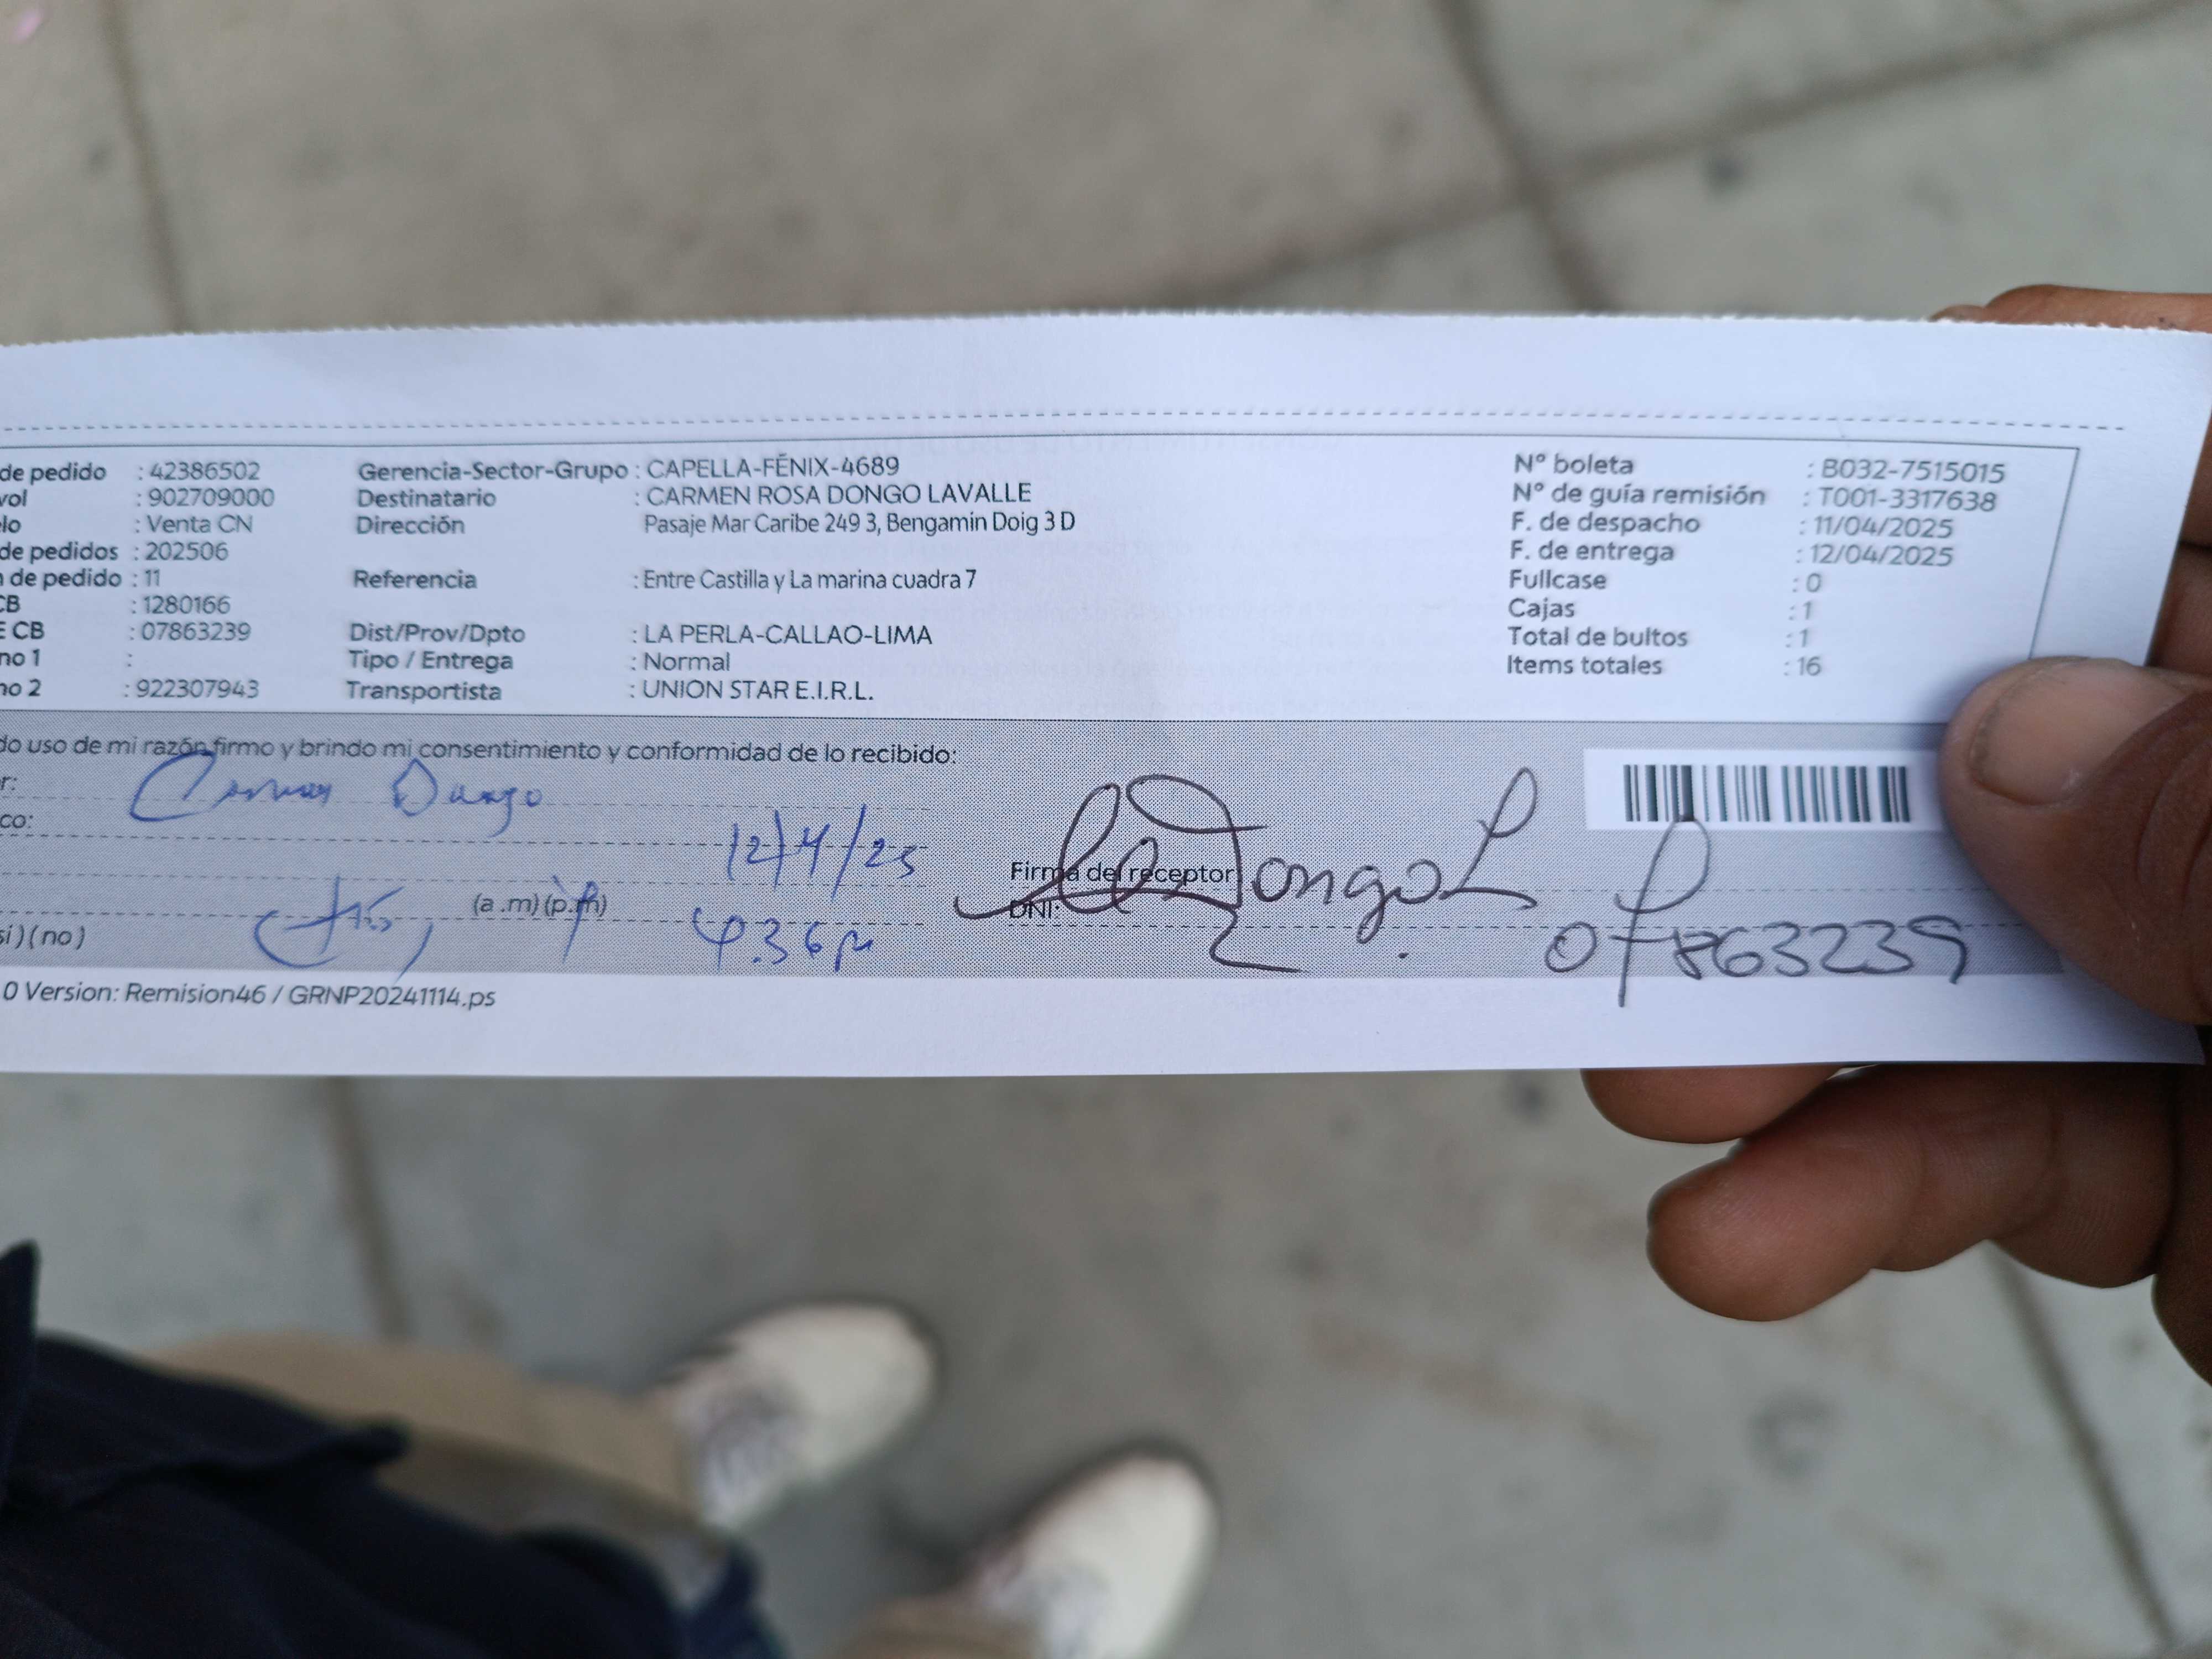 de pedido : 42386502 Gerencia-Sector-Grupo : CAPELLA-FÉNIX-4689 N° boleta : B032-7515015
vol : 902709000 Destinatario : CARMEN ROSA DONGO LAVALLE N° de guía remisión : T001-3317638
elo : Venta CN Dirección Pasaje Mar Caribe 249 3, Bengamin Doig 3 D F. de despacho : 11/04/2025
de pedidos : 202506 F. de entrega : 12/04/2025
de pedido : 11 Referencia : Entre Castilla y La marina cuadra 7 Fullcase : 0
CB : 1280166 Cajas : 1
E CB : 07863239 Dist/Prov/Dpto : LA PERLA-CALLAO-LIMA Total de bultos : 1
no 1 : Tipo / Entrega : Normal Items totales : 16
no 2 : 922307943 Transportista : UNION STAR E.I.R.L.
do uso de mi razón firmo y brindo mi consentimiento y conformidad de lo recibido:
r: Carmen Dongo
co:
12/4/25
Firma del receptor
Dongo L
(a .m) (p.m)
DNI:
07863239
si) (no) 4.36 pm
0 Version: Remision46 / GRNP20241114.ps